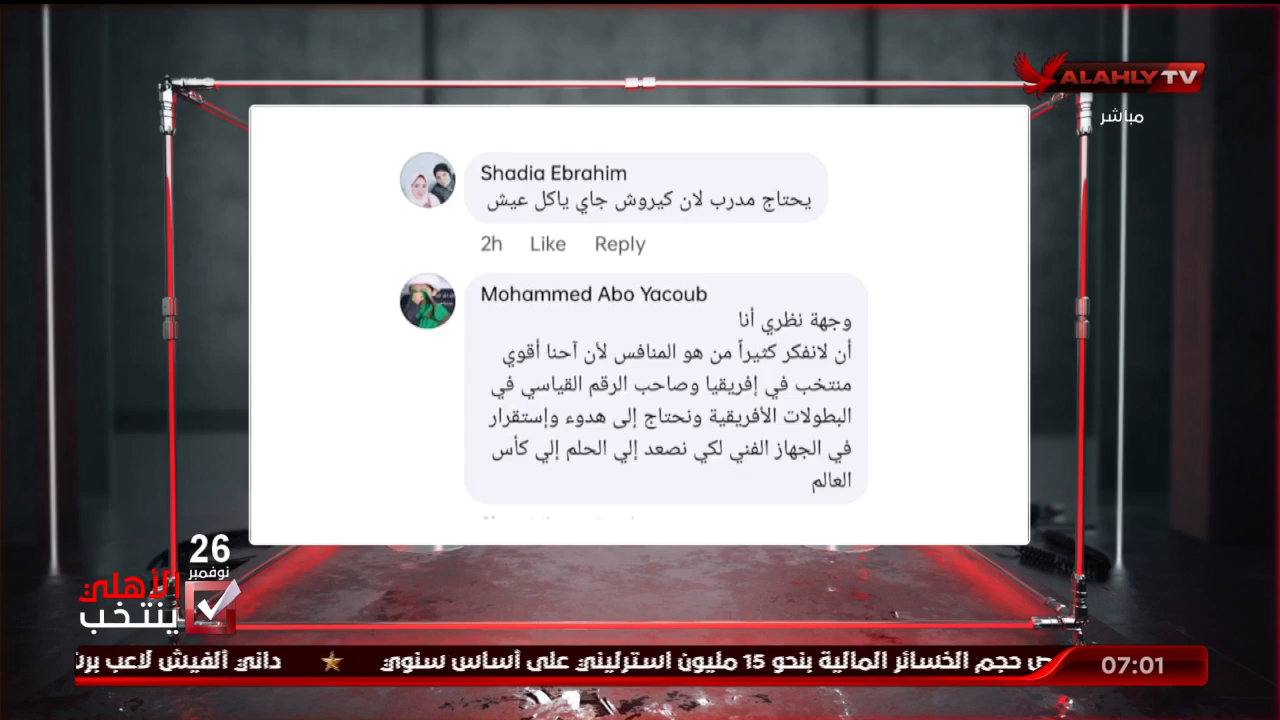 ALAHLY TV
مباشر
Shadia Ebrahim
يحتاج مدرب لان كيروش جاي ياكل عيش
2h Like Reply
Mohammed Abo Yacoub
وجهة نظري أنا
أن لانفكر كثيراً من هو المنافس لأن آحنا أقوي
منتخب في إفريقيا وصاحب الرقم القياسي في
البطولات الأفريقية ونحتاج إلى هدوء وإستقرار
في الجهاز الفني لكي نصعد إلي الحلم إلي كأس
العالم
26
نوفمبر
الأهلي
ينتخب
حجم الخسائر المالية بنحو 15 مليون استرليني على أساس سنوي ★ داني ألفيش لاعب
07:01